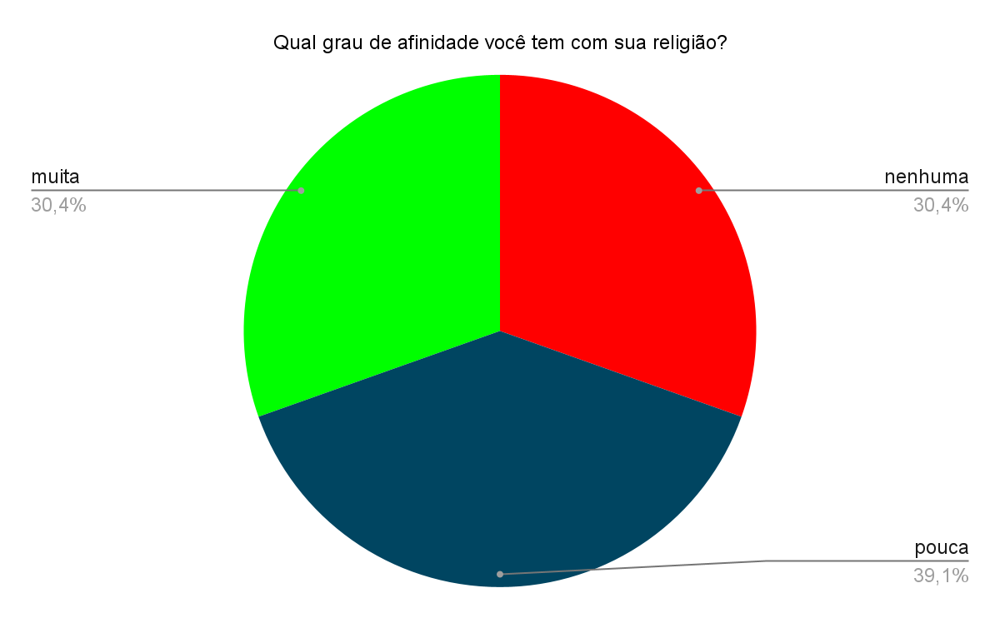 Qual grau de afinidade você tem com sua religião?
muita
30,4%
nenhuma
30,4%
pouca
39,1%